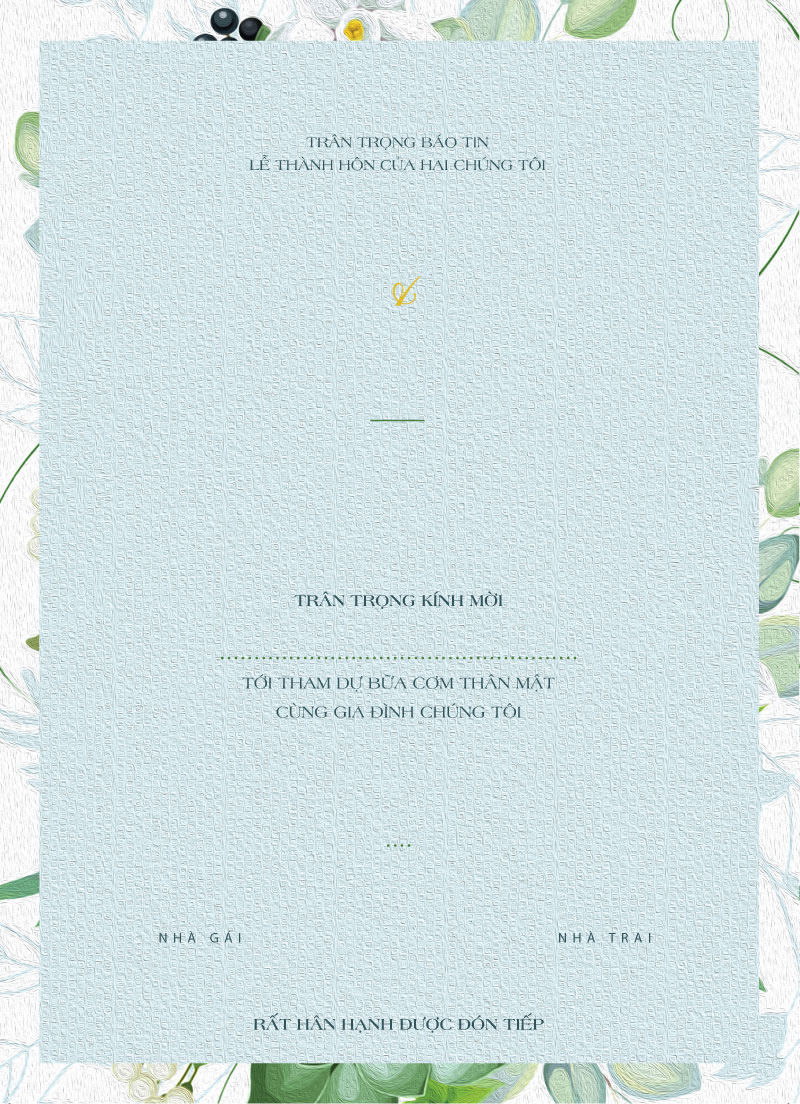 TRÂN TRỌNG BÁO TIN
LỄ THÀNH HÔN CỦA HAI CHÚNG TÔI
&
TRÂN TRỌNG KÍNH MỜI
TỚI THAM DỰ BỮA CƠM THÂN MẬT
CÙNG GIA ĐÌNH CHÚNG TÔI
....
NHÀ GÁI NHÀ TRAI
RẤT HÂN HẠNH ĐƯỢC ĐÓN TIẾP